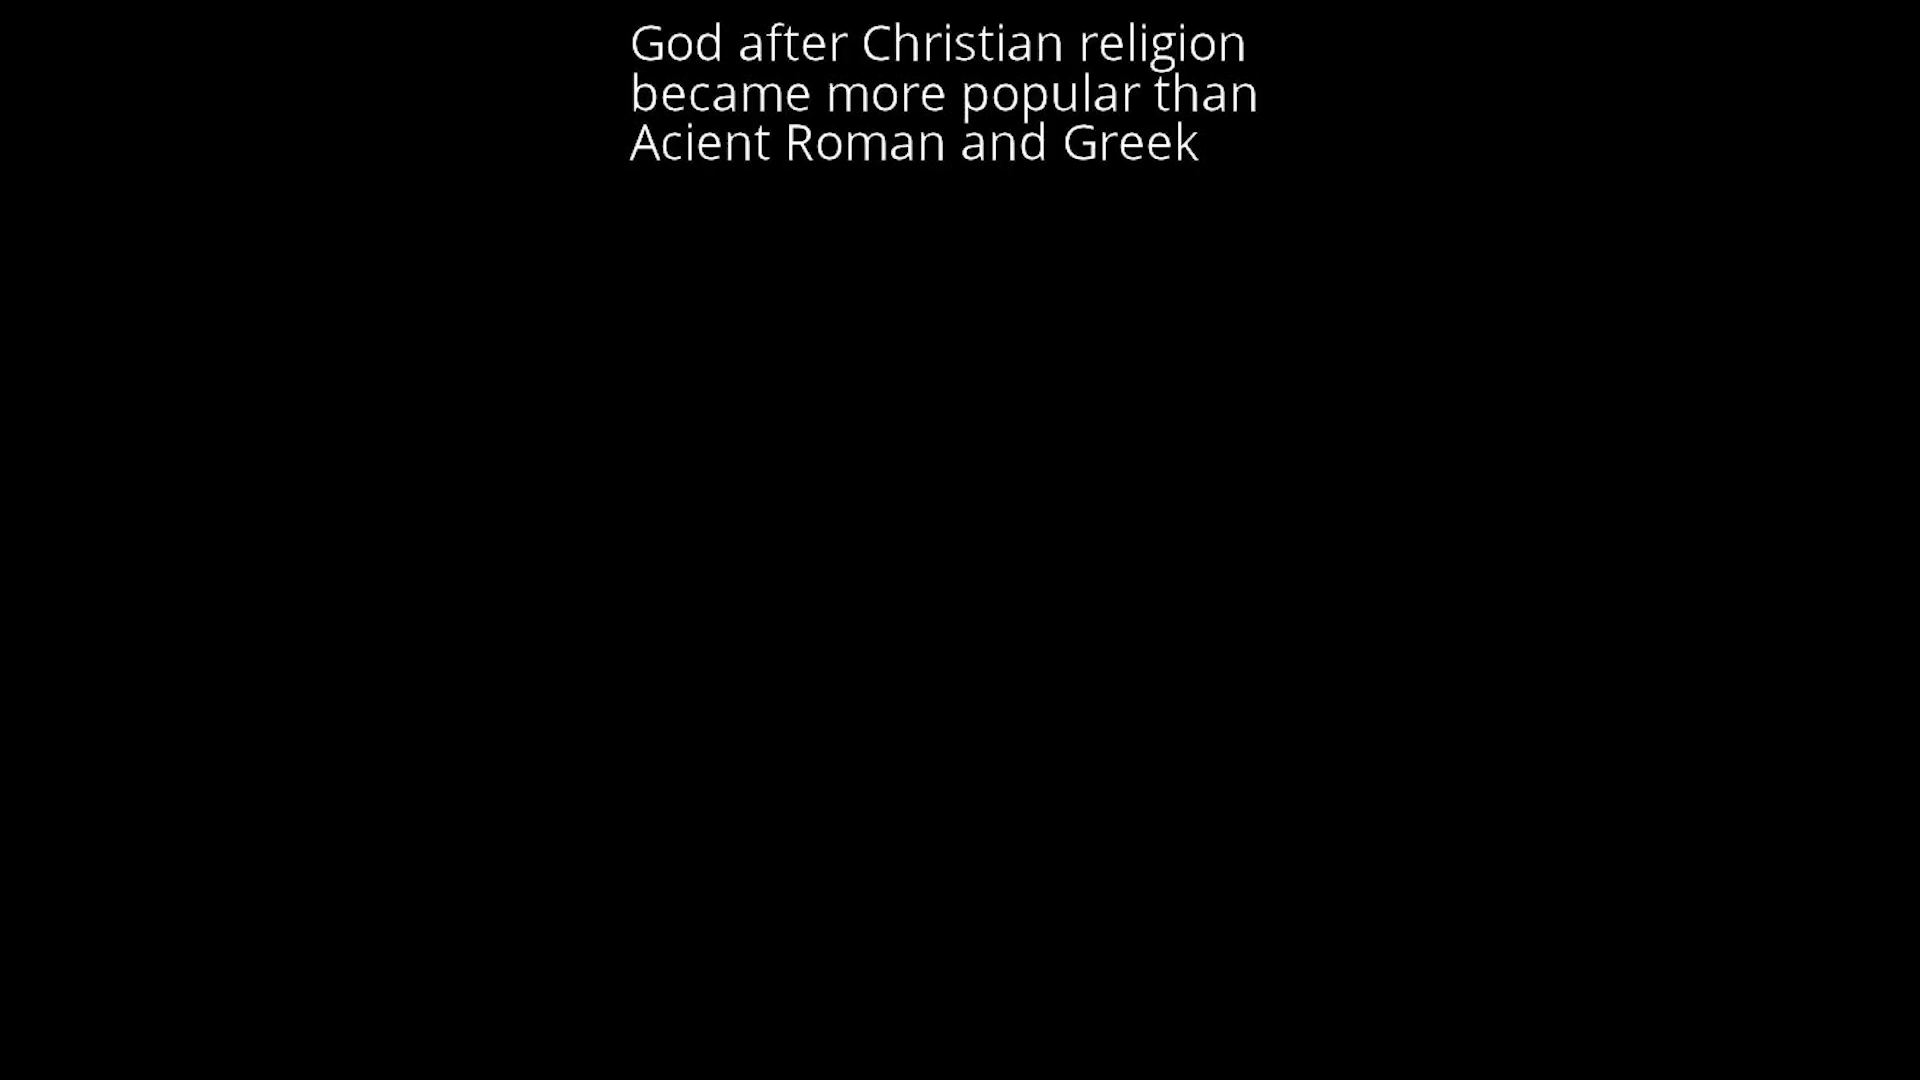 God after Christian religion
became more popular than
Acient Roman and Greek